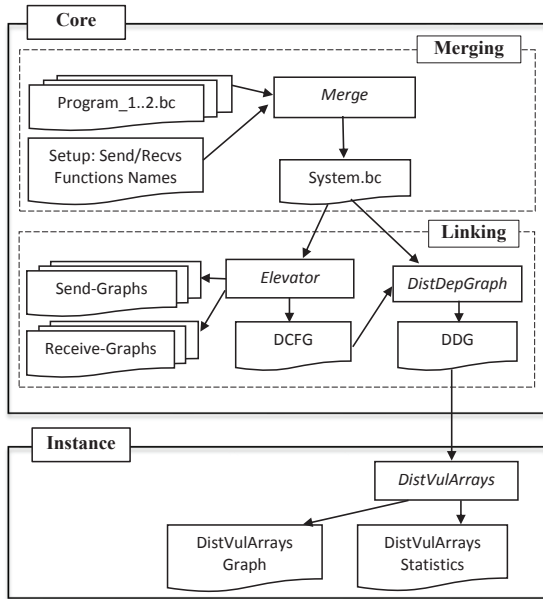 Core
Merging
Program_1..2.bc
Merge
Setup: Send/Recvs
Functions Names
System.bc
Linking
Send-Graphs
Elevator
DistDepGraph
Receive-Graphs
DCFG
DDG
Instance
DistVulArrays
DistVulArrays
Graph
DistVulArrays
Statistics